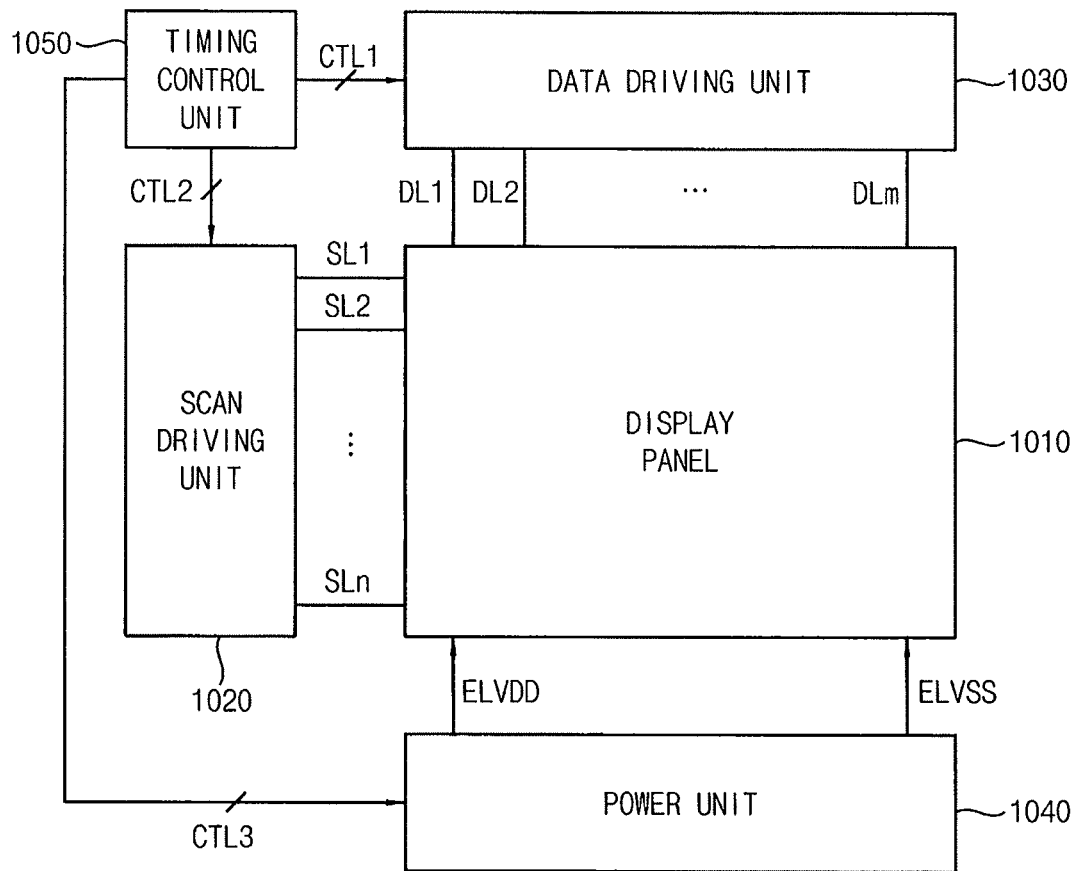 1050
TIMING
CONTROL
UNIT
CTL1
DATA DRIVING UNIT
1030
CTL2
DL1
DL2
...
DLm
SL1
SL2
SCAN
DRIVING
UNIT
⋮
DISPLAY
PANEL
1010
SLn
1020
ELVDD
ELVSS
POWER UNIT
1040
CTL3